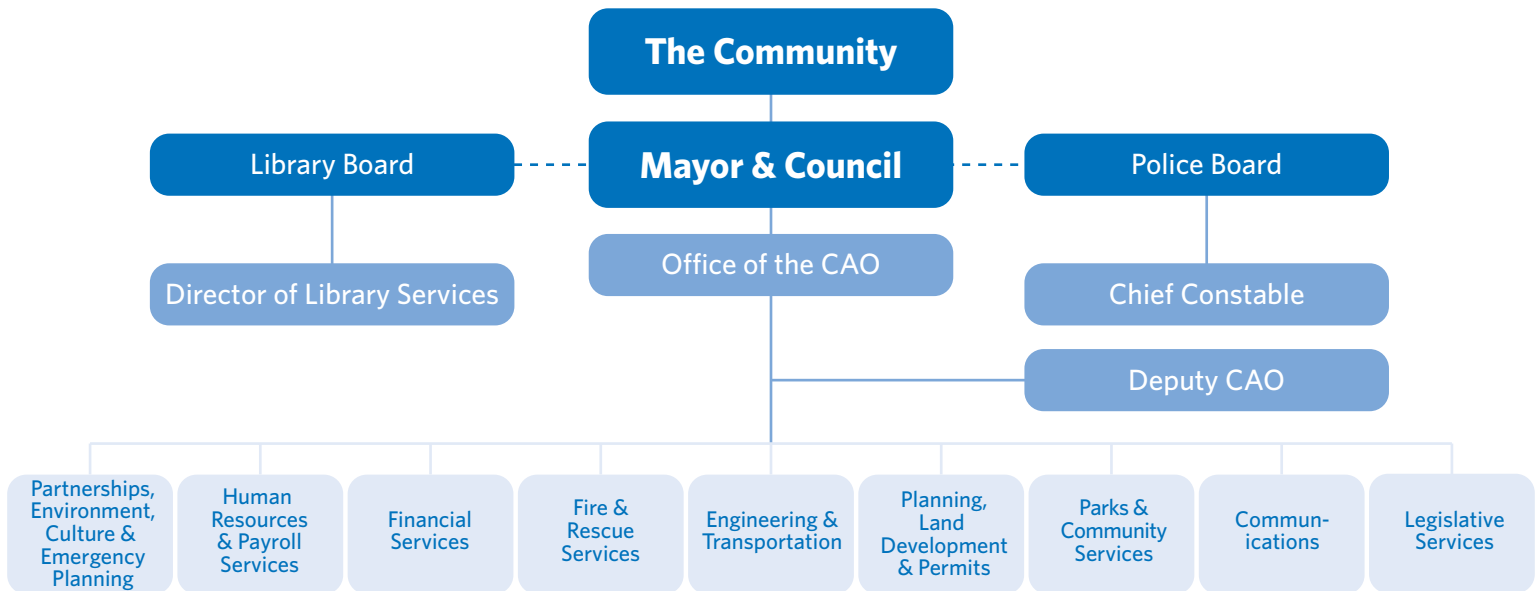 The Community
Library Board
Mayor & Council
Police Board
Office of the CAO
Director of Library Services
Chief Constable
Deputy CAO
Partnerships,
Environment,
Culture &
Emergency
Planning
Human
Resources
& Payroll
Services
Financial
Services
Fire &
Rescue
Services
Engineering &
Transportation
Planning,
Land
Development
& Permits
Parks &
Community
Services
Commun-
ications
Legislative
Services